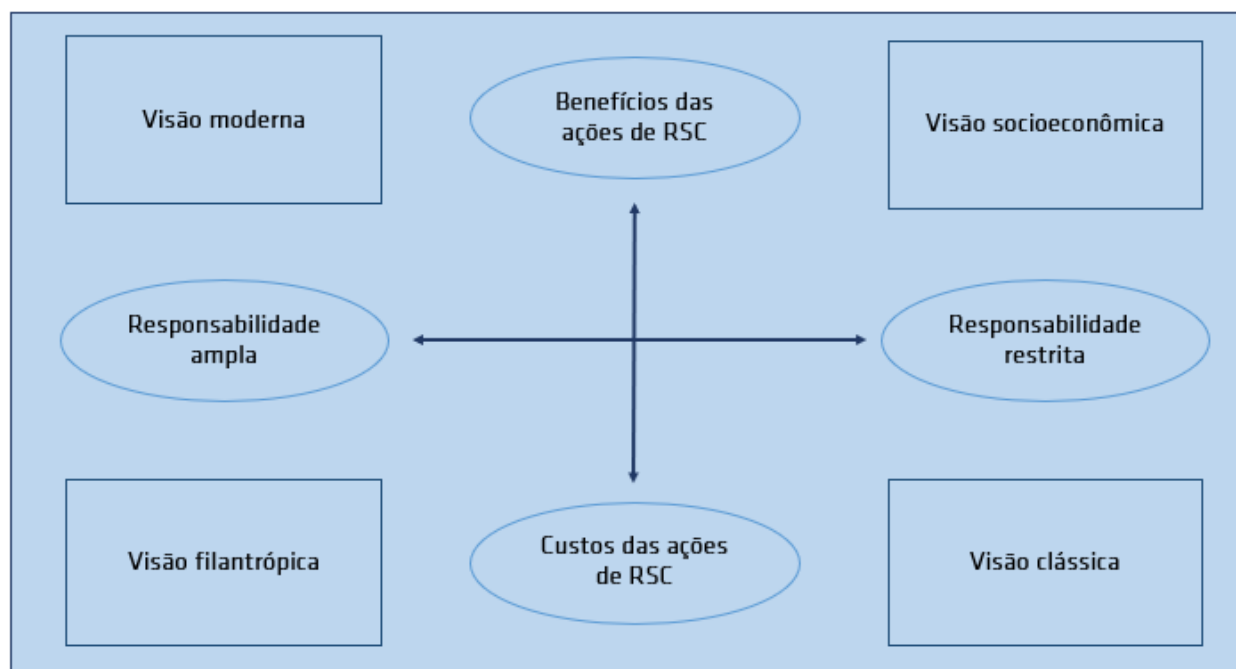 Visão moderna
Benefícios das
ações de RSC
Visão socioeconômica
Responsabilidade
ampla
Responsabilidade
restrita
Visão filantrópica
Custos das ações
de RSC
Visão clássica